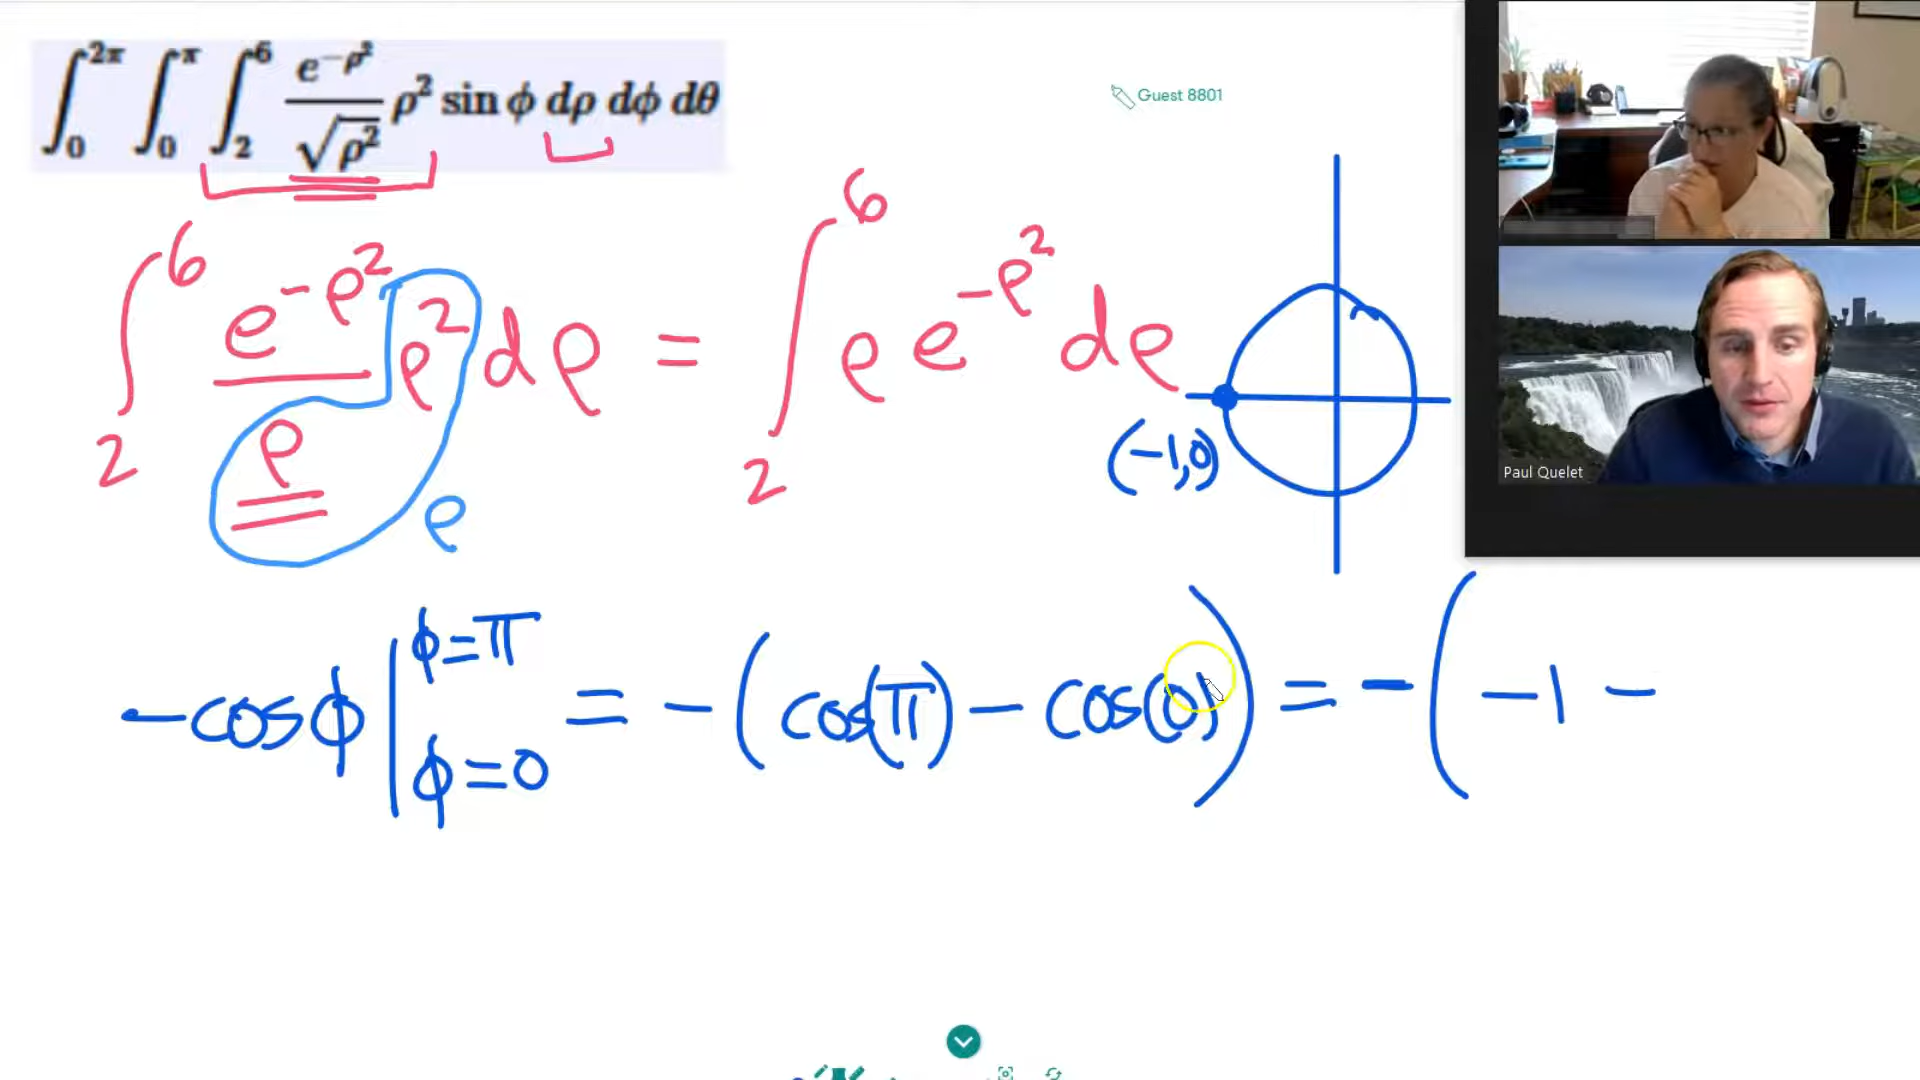 ∫₀^{2π} ∫₀^π ∫₂^6 e^{-ρ²}/√ρ² ρ² sin ϕ dρ dϕ dθ
Guest 8801
∫₂^6 e^{-ρ²}/ρ ρ² dρ = ∫₂^6 ρ e^{-ρ²} dρ
ρ
(-1,0)
Paul Quelet
-cosϕ |_{ϕ=0}^{ϕ=π} = -(cos(π) - cos(0)) = -( -1 -